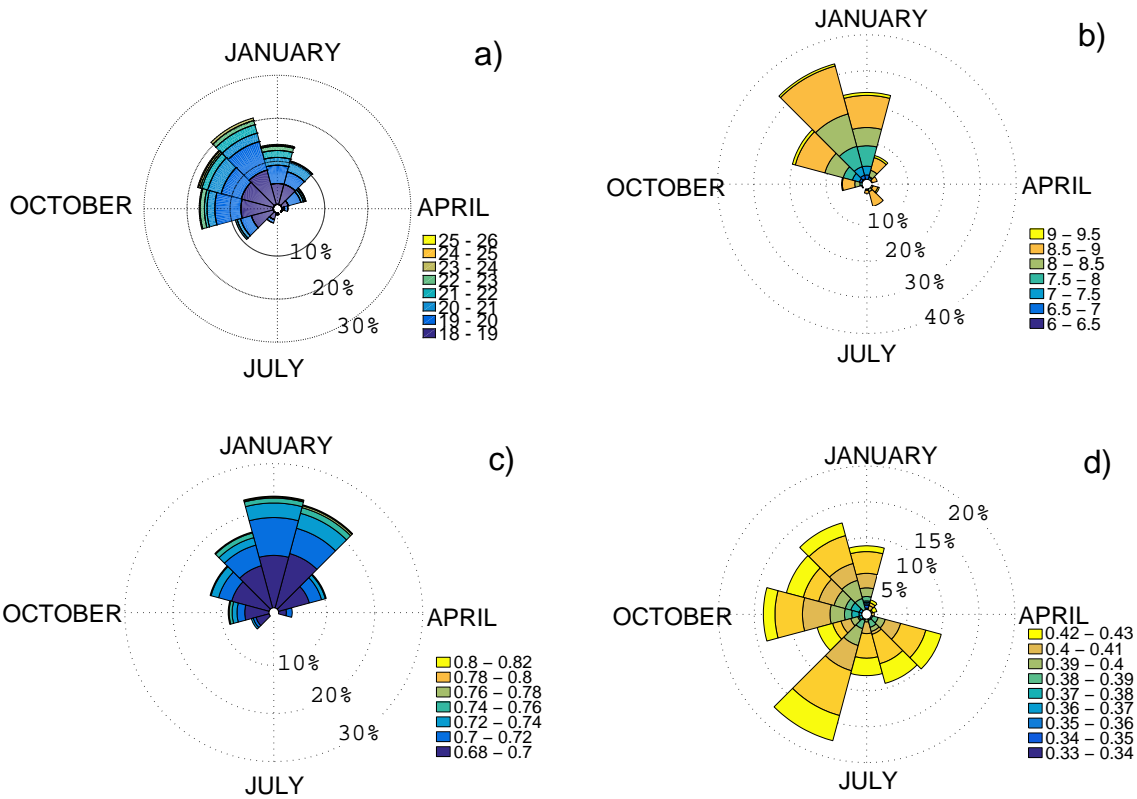 a)
JANUARY
OCTOBER
APRIL
10%
20%
30%
JULY
25 - 26
24 - 25
23 - 24
22 - 23
21 - 22
20 - 21
19 - 20
18 - 19
b)
JANUARY
OCTOBER
APRIL
10%
20%
30%
40%
JULY
9 – 9.5
8.5 – 9
8 – 8.5
7.5 – 8
7 – 7.5
6.5 – 7
6 – 6.5
c)
JANUARY
OCTOBER
APRIL
10%
20%
30%
JULY
0.8 – 0.82
0.78 – 0.8
0.76 – 0.78
0.74 – 0.76
0.72 – 0.74
0.7 – 0.72
0.68 – 0.7
d)
JANUARY
20%
15%
10%
5%
OCTOBER
APRIL
JULY
0.42 – 0.43
0.4 – 0.41
0.39 – 0.4
0.38 – 0.39
0.37 – 0.38
0.36 – 0.37
0.35 – 0.36
0.34 – 0.35
0.33 – 0.34